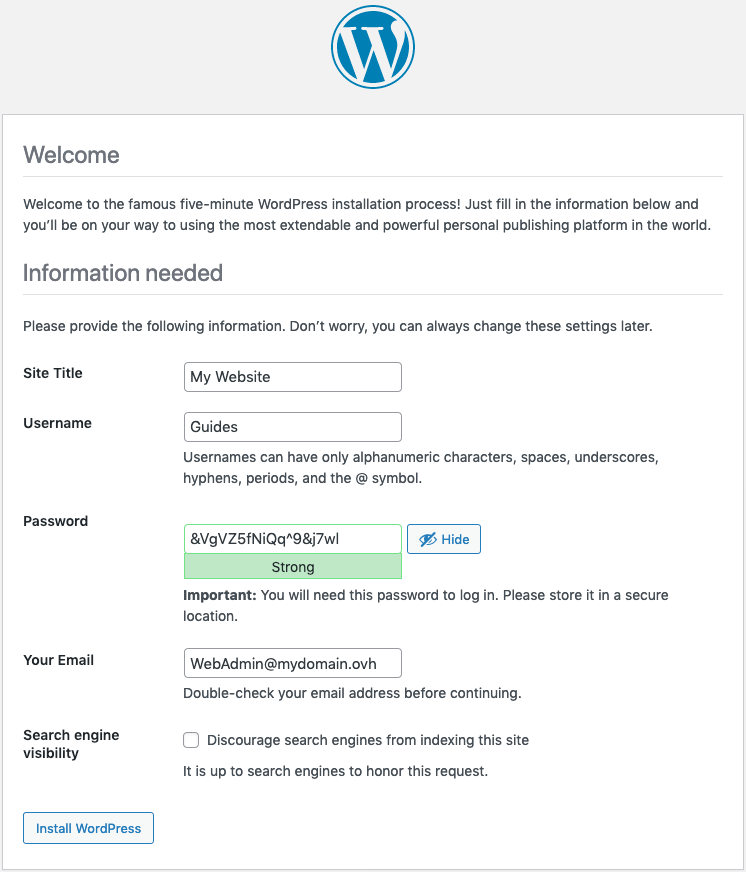 W
Welcome
Welcome to the famous five-minute WordPress installation process! Just fill in the information below and
you’ll be on your way to using the most extendable and powerful personal publishing platform in the world.
Information needed
Please provide the following information. Don’t worry, you can always change these settings later.
Site Title
My Website
Username
Guides
Usernames can have only alphanumeric characters, spaces, underscores,
hyphens, periods, and the @ symbol.
Password
&VgVZ5fNiQq^9&j7wl
Hide
Strong
Important: You will need this password to log in. Please store it in a secure
location.
Your Email
WebAdmin@mydomain.ovh
Double-check your email address before continuing.
Search engine
visibility
Discourage search engines from indexing this site
It is up to search engines to honor this request.
Install WordPress